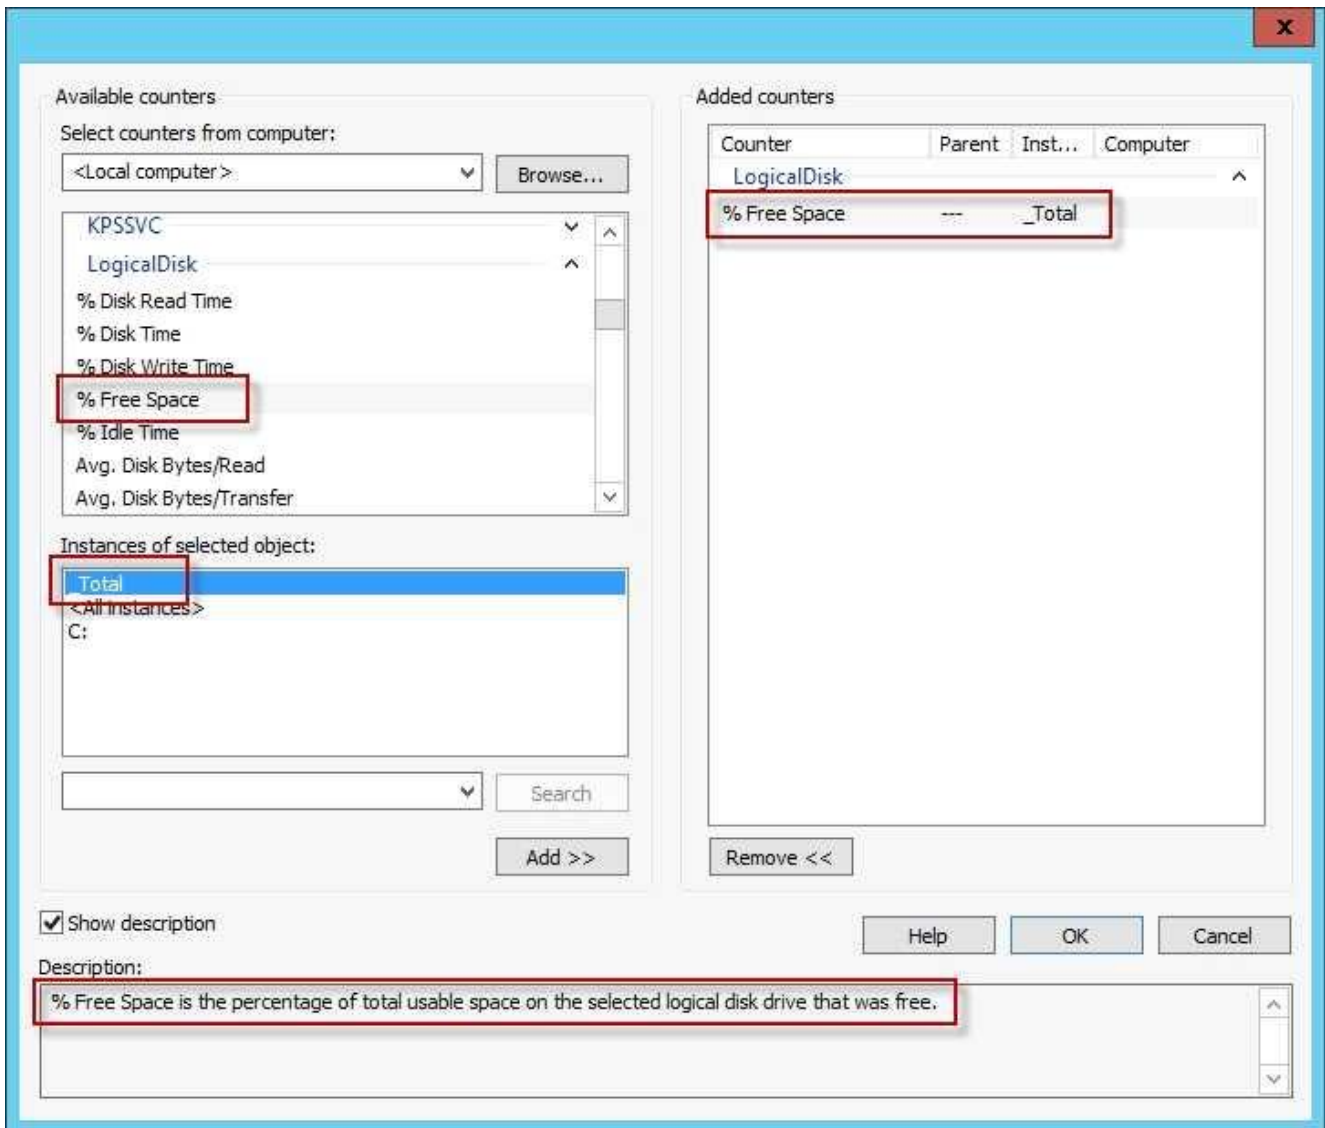 x
Available counters
Select counters from computer:
<Local computer>
Browse...
KPSSVC
LogicalDisk
% Disk Read Time
% Disk Time
% Disk Write Time
% Free Space
% Idle Time
Avg. Disk Bytes/Read
Avg. Disk Bytes/Transfer
Instances of selected object:
_Total
<All instances>
C:
Search
Add >>
Added counters
Counter Parent Inst... Computer
LogicalDisk
% Free Space --- _Total
Remove <<
Show description
Help OK Cancel
Description:
% Free Space is the percentage of total usable space on the selected logical disk drive that was free.